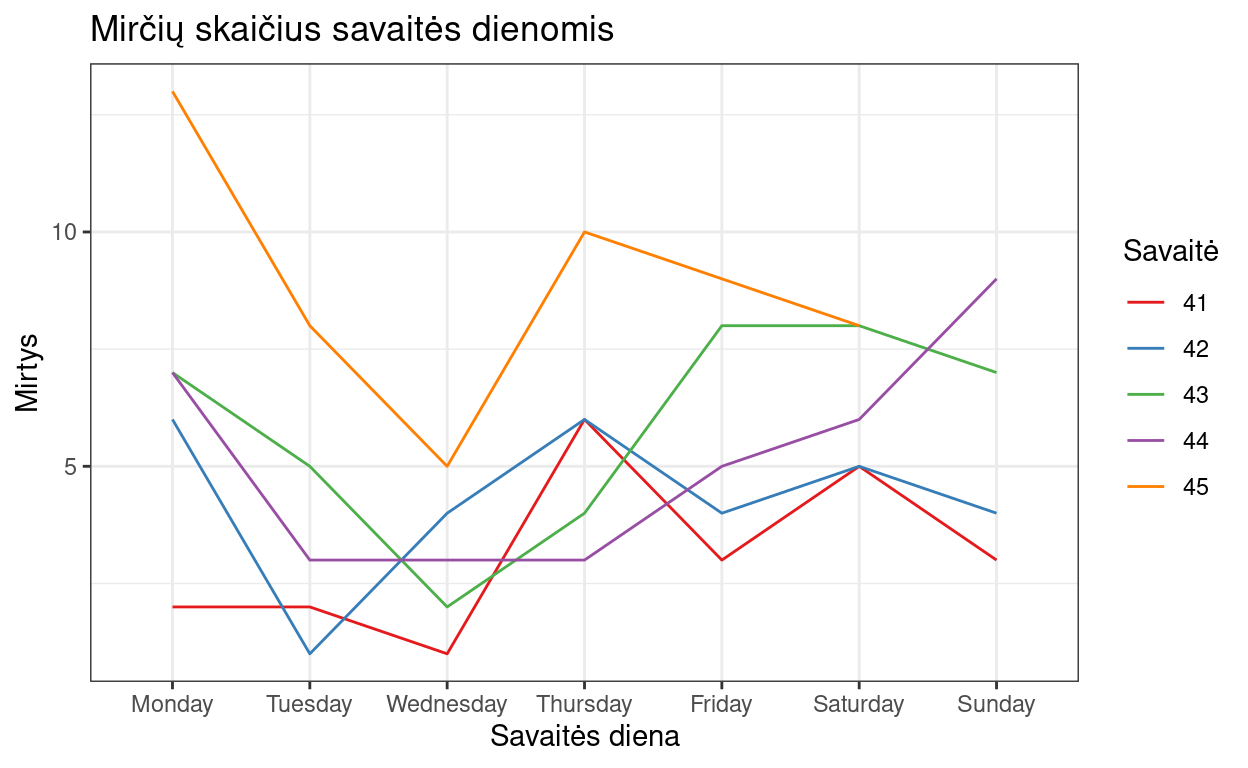 Mirčių skaičius savaitės dienomis
Mirtys
10
5
Monday Tuesday Wednesday Thursday Friday Saturday Sunday
Savaitės diena
Savaitė
41
42
43
44
45